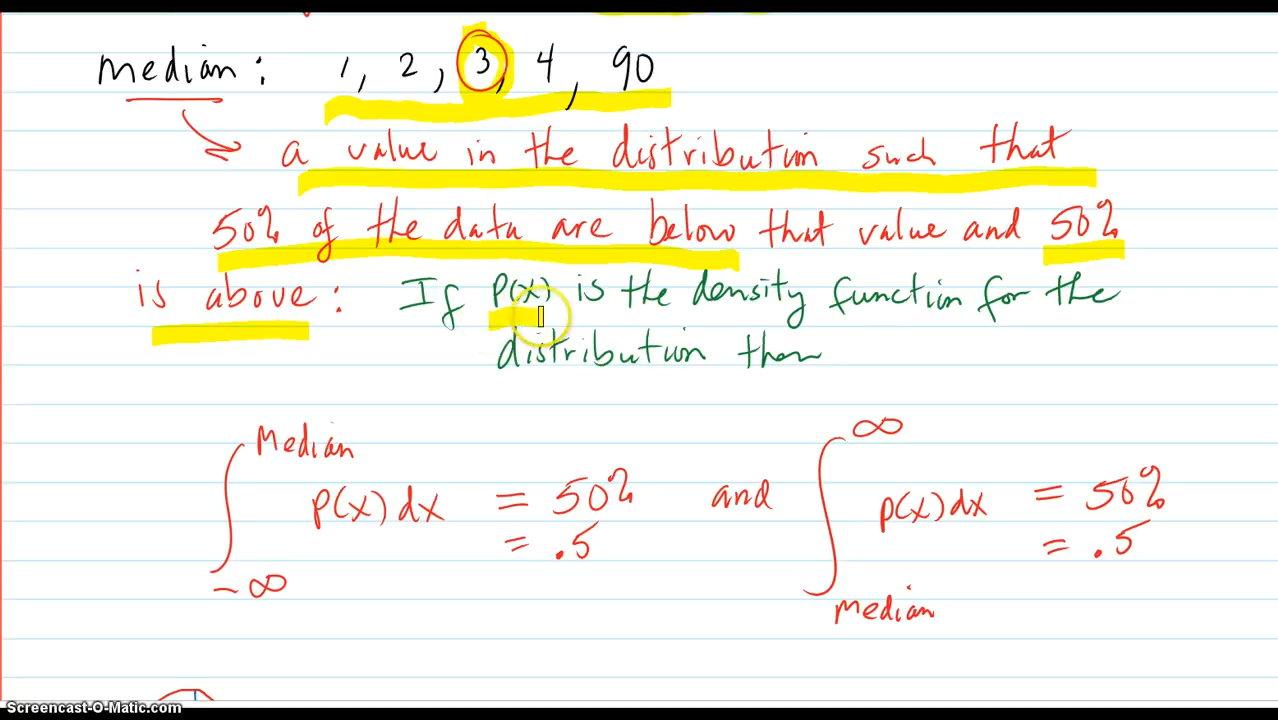 median: 1, 2, 3, 4, 90
a value in the distribution such that
50% of the data are below that value and 50%
is above: If p(x) is the density function for the
distribution then
∫_{-∞}^{Median} p(x)dx = 50% and ∫_{median}^{∞} p(x)dx = 50%
= .5 = .5
Screencast-O-Matic.com